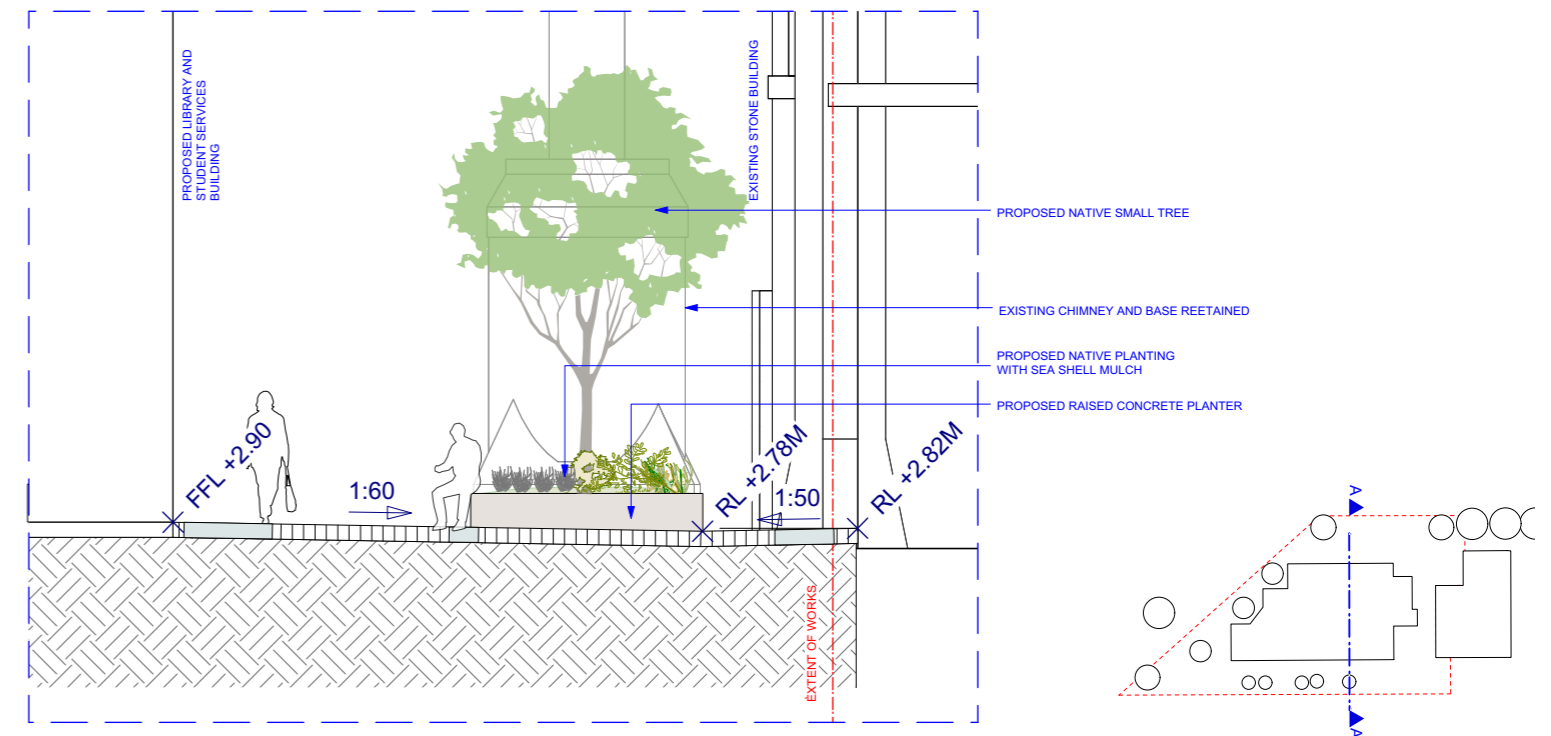 PROPOSED LIBRARY AND
STUDENT SERVICES
BUILDING
EXISTING STONE BUILDING
PROPOSED NATIVE SMALL TREE
EXISTING CHIMNEY AND BASE REETAINED
PROPOSED NATIVE PLANTING
WITH SEA SHELL MULCH
PROPOSED RAISED CONCRETE PLANTER
FFL +2.90
1:60
RL +2.78M
1:50
RL +2.82M
EXTENT OF WORKS
A
A